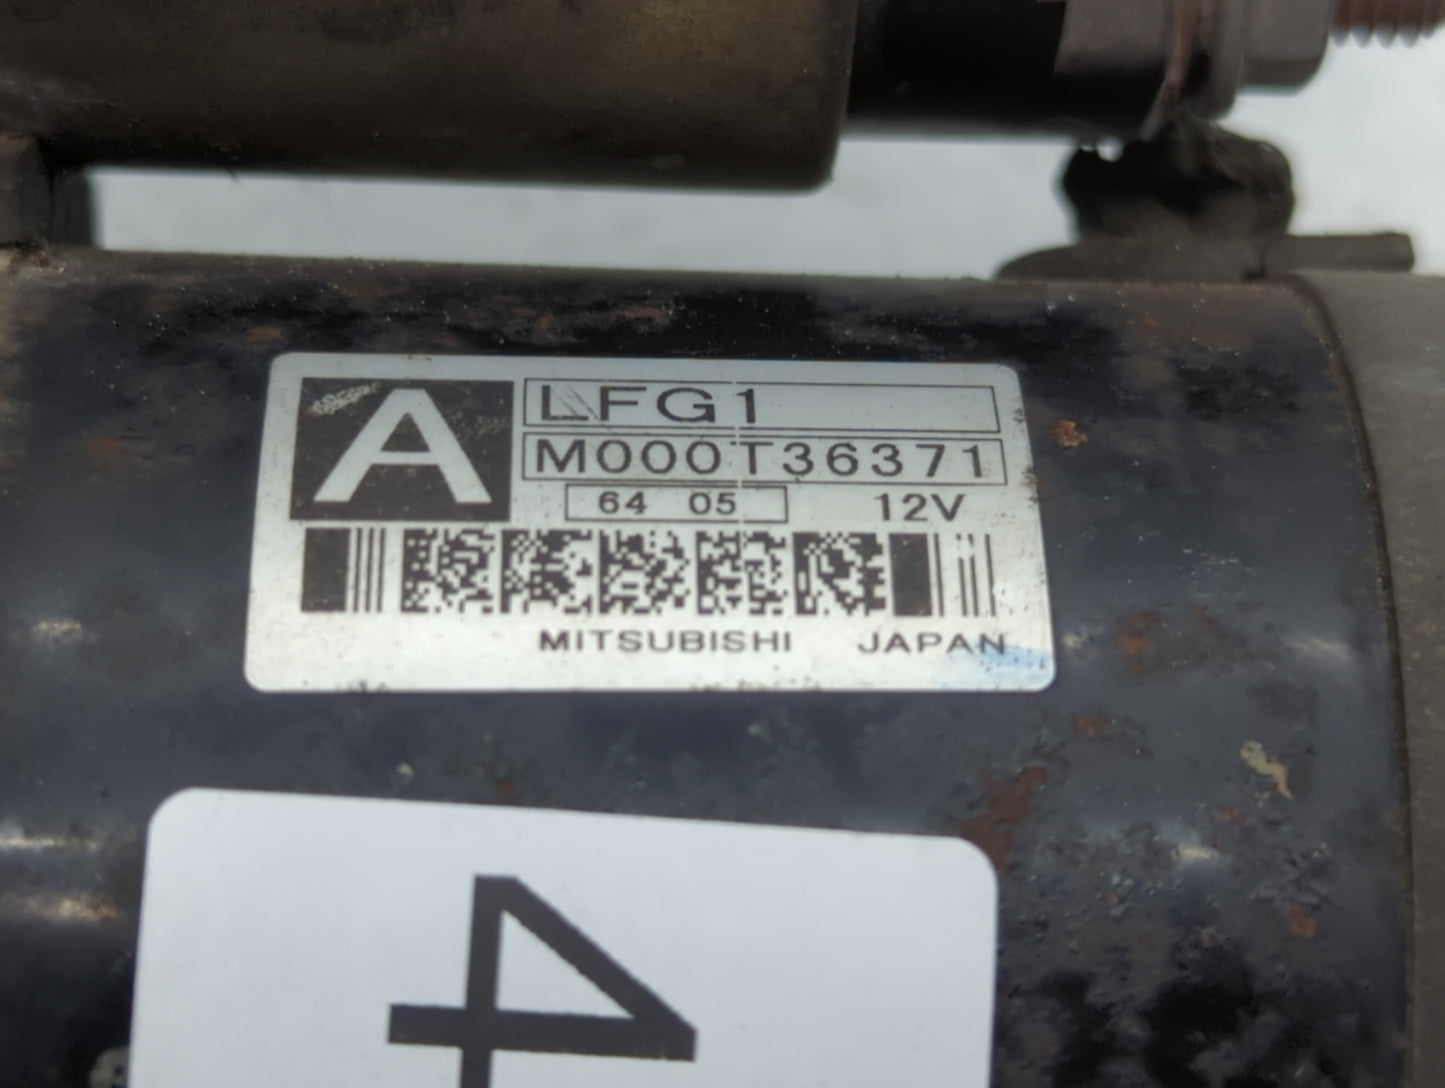 A
LFG1
M000T36371
64 05 12V
MITSUBISHI JAPAN
4